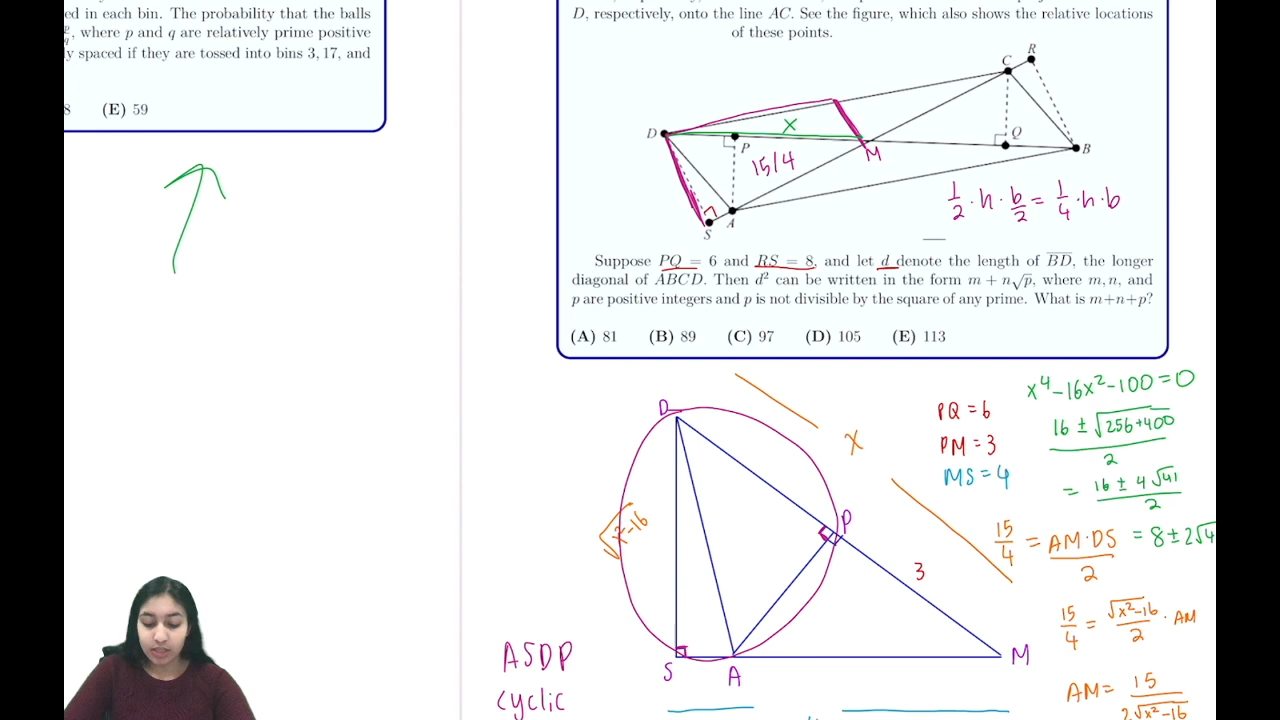 ed in each bin. The probability that the balls
p/q, where p and q are relatively prime positive
y spaced if they are tossed into bins 3, 17, and
8 (E) 59
D, respectively, onto the line AC. See the figure, which also shows the relative locations
of these points.
R
C
D
X
P
Q
M
B
15/4
S
A
1/2 · h · b/2 = 1/4 · h · b
Suppose PQ = 6 and RS = 8, and let d denote the length of BD, the longer
diagonal of ABCD. Then d² can be written in the form m + n√p, where m, n, and
p are positive integers and p is not divisible by the square of any prime. What is m+n+p?
(A) 81 (B) 89 (C) 97 (D) 105 (E) 113
D
X
P
3
√x²-16
S
A
M
ASDP
cyclic
PQ = 6
PM = 3
MS = 4
x⁴-16x²-100=0
16 ± √256+400 / 2
= 16 ± 4√41 / 2
= 8 ± 2√4
15/4 = AM·DS / 2
15/4 = √x²-16 / 2 · AM
AM = 15 / 2√x²-16